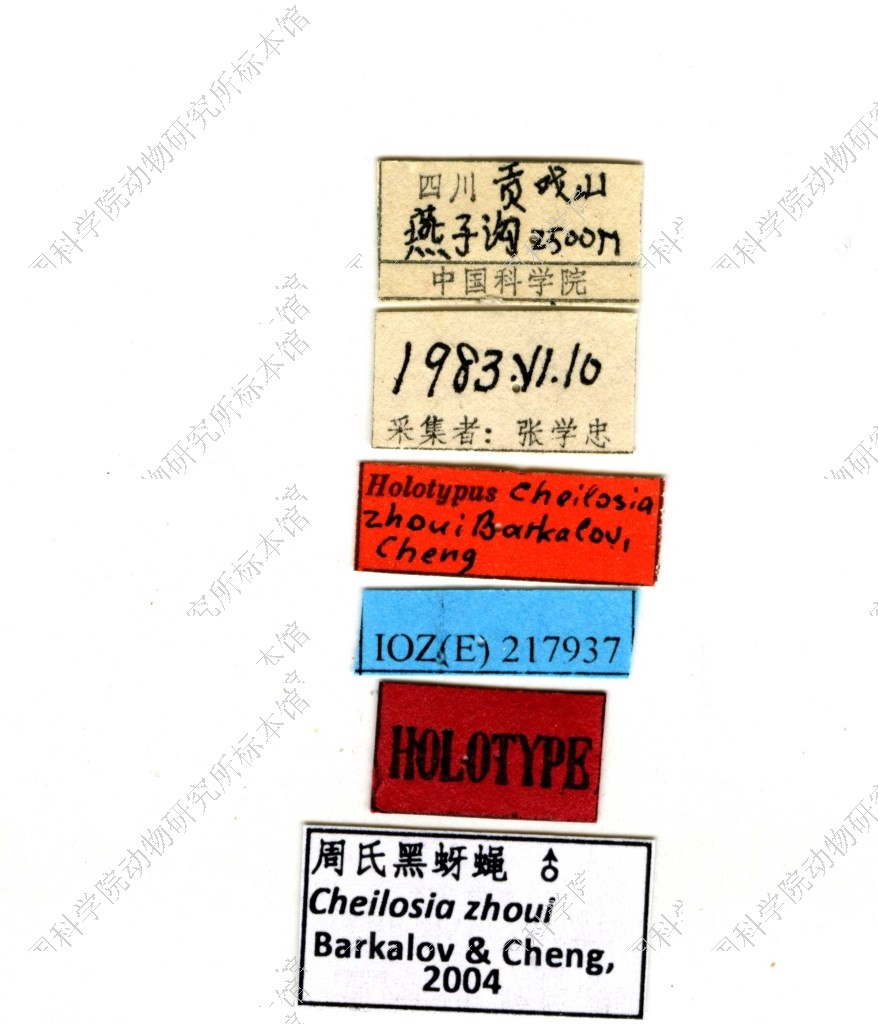 四川 贡戏山
燕子沟 2500M
中国科学院
1983.VI.10
采集者：张学忠
Holotypus Cheilosia
zhoui Barkalov,
Cheng
IOZ(E) 217937
HOLOTYPE
周氏黑蚜蝇 ♂
Cheilosia zhoui
Barkalov & Cheng,
2004